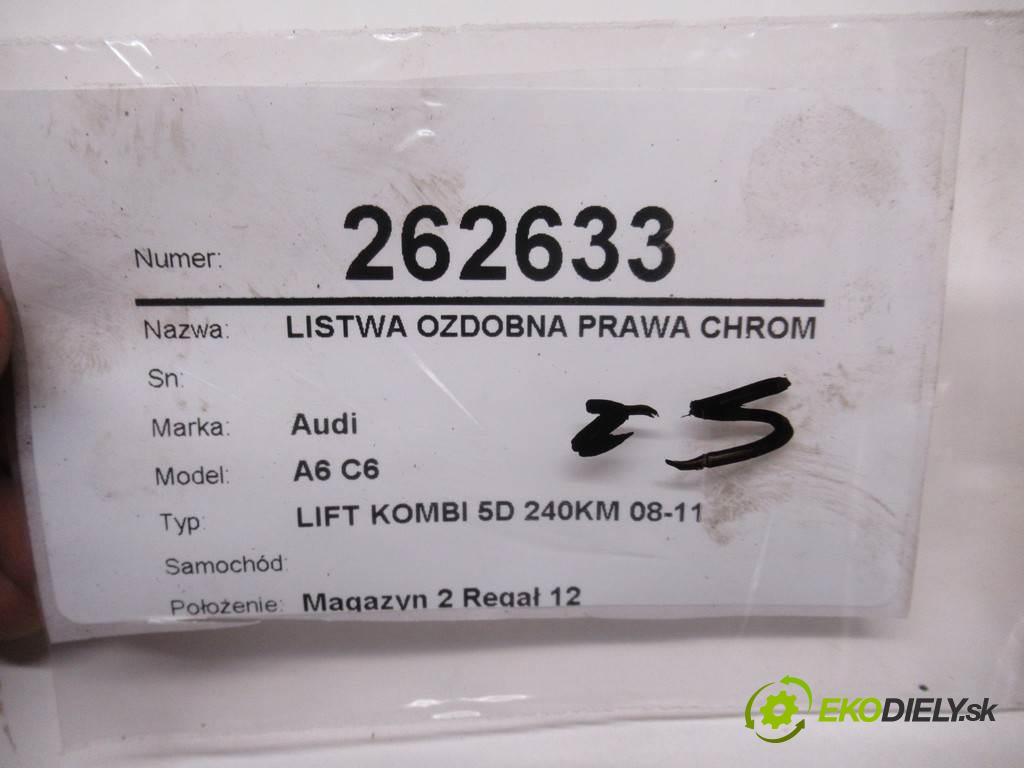 Numer: 262633
Nazwa: LISTWA OZDOBNA PRAWA CHROM
Sn:
Marka: Audi
25
Model: A6 C6
Typ: LIFT KOMBI 5D 240KM 08-11
Samochód:
Położenie: Magazyn 2 Regał 12
EKODIELY.sk